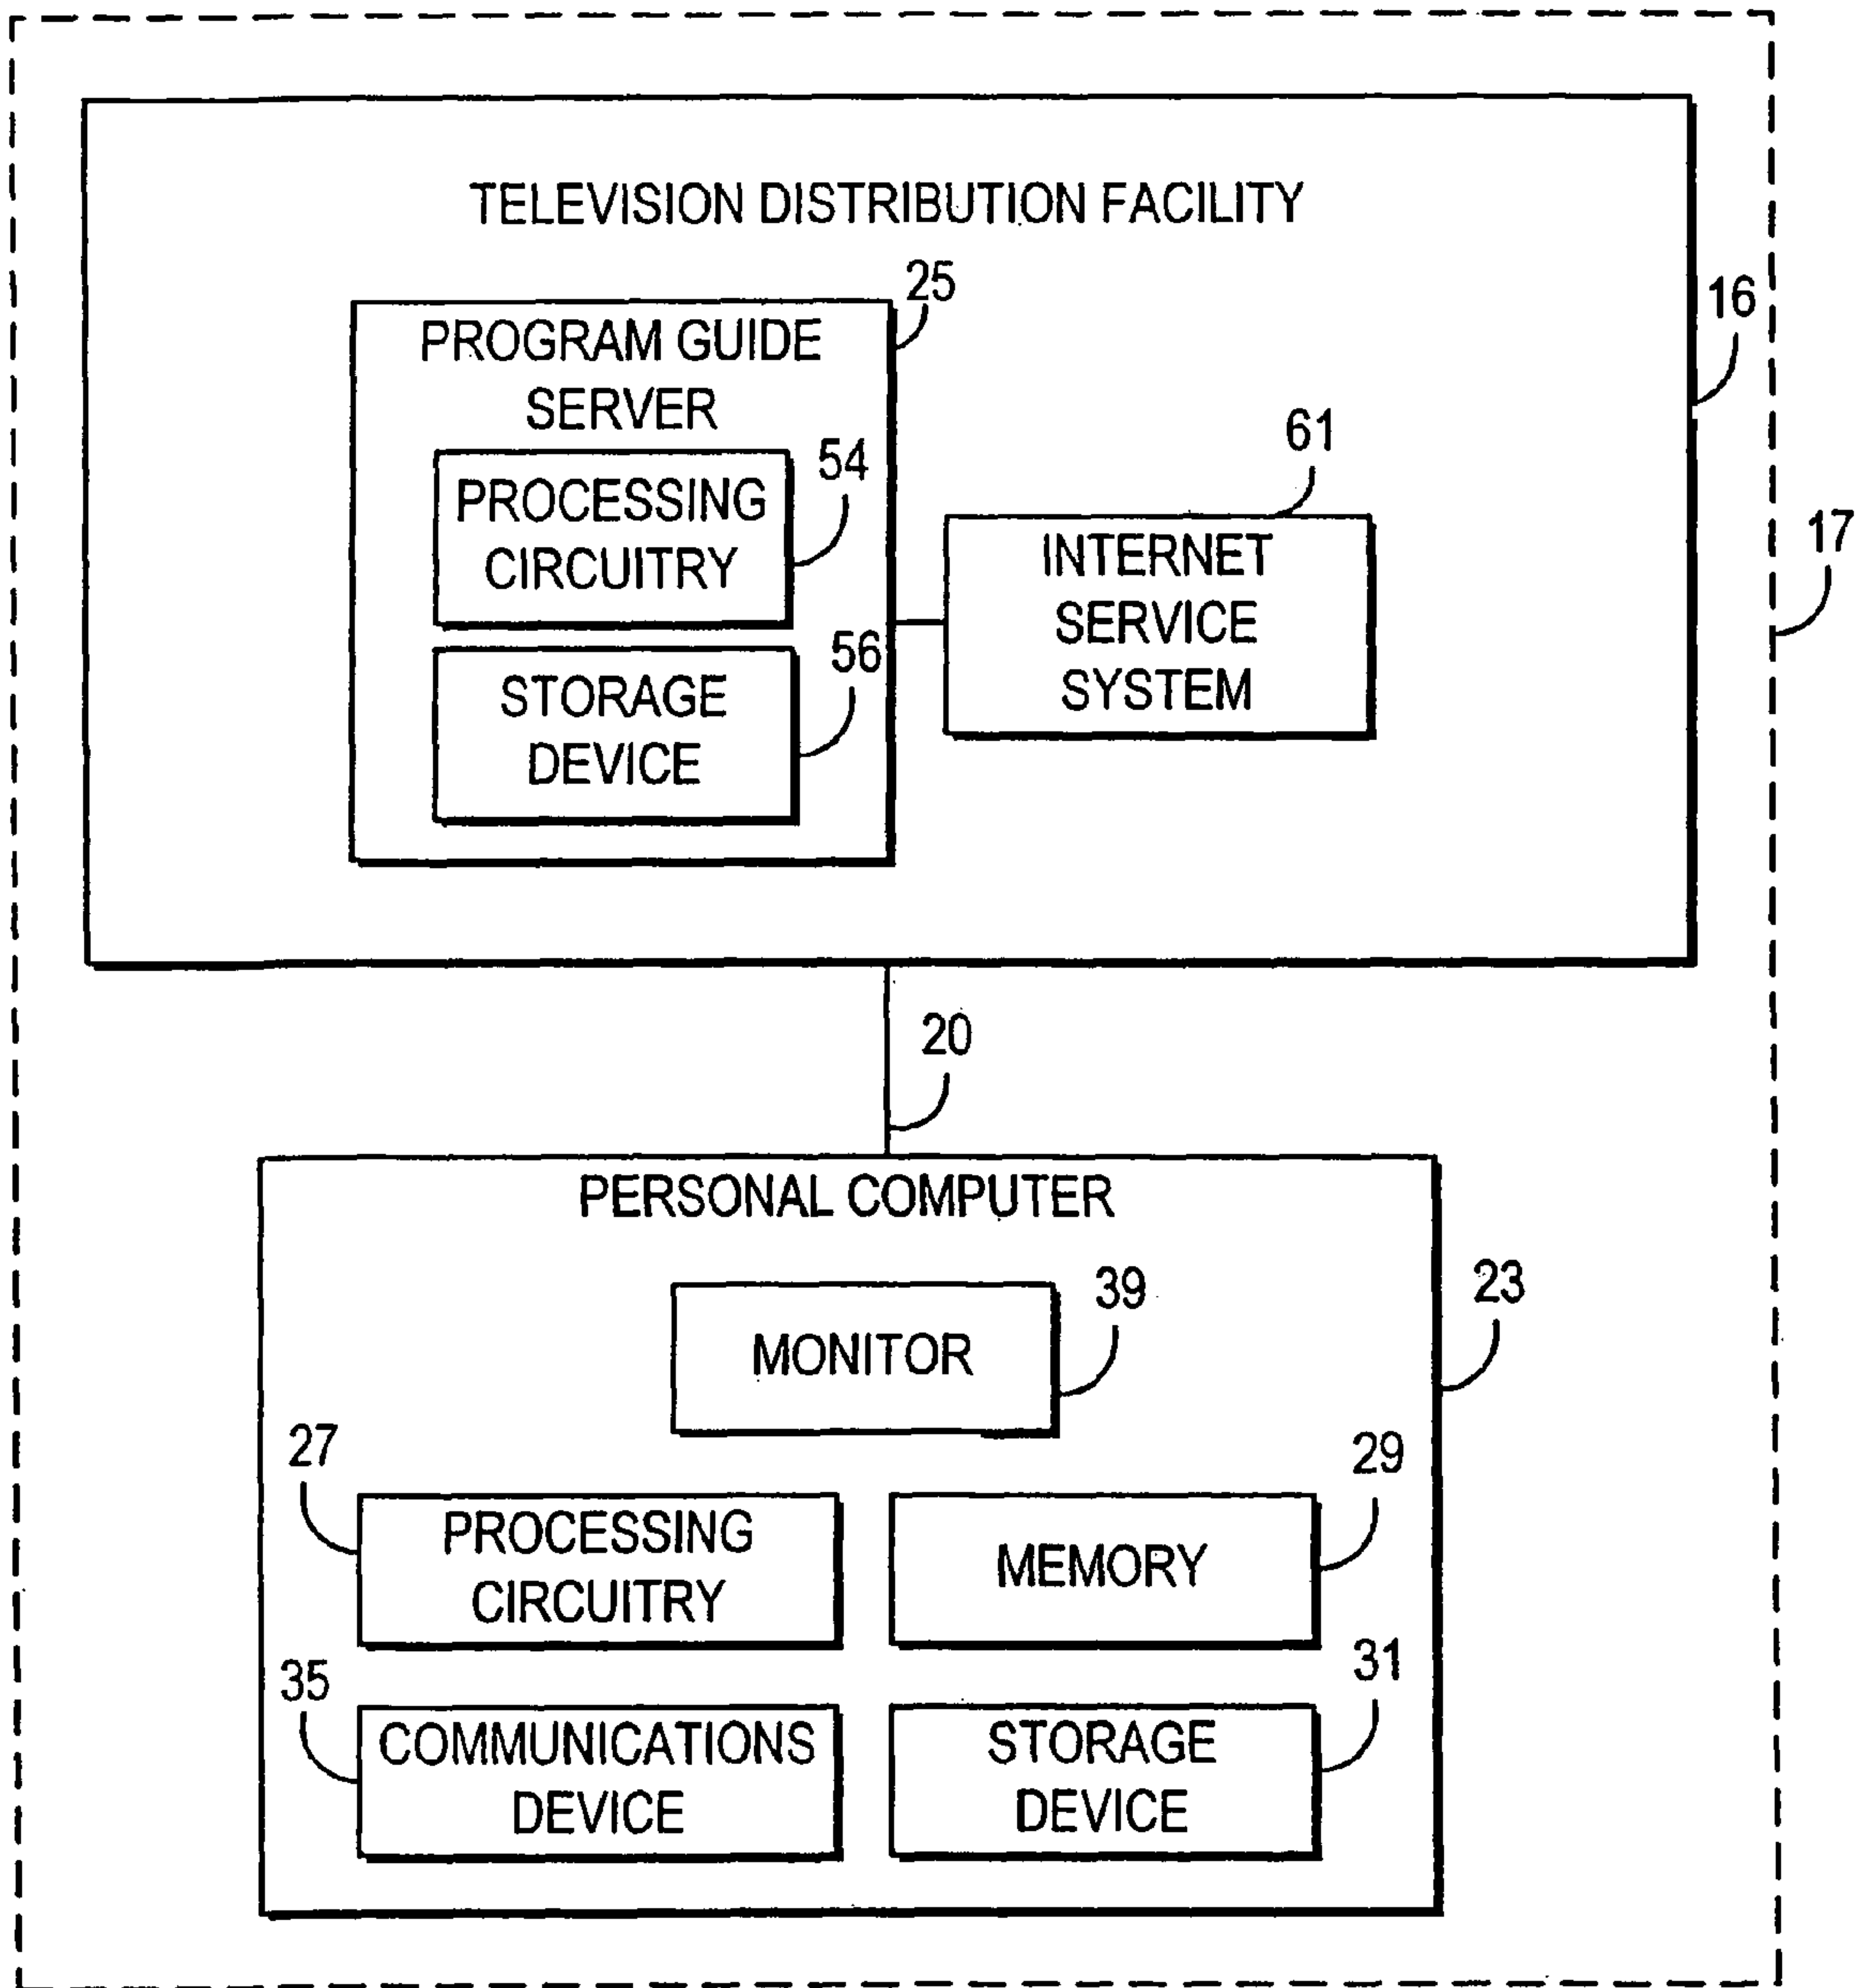 TELEVISION DISTRIBUTION FACILITY
25
16
PROGRAM GUIDE
SERVER
61
54
PROCESSING
CIRCUITRY
17
INTERNET
SERVICE
SYSTEM
56
STORAGE
DEVICE
20
PERSONAL COMPUTER
23
39
MONITOR
27
29
PROCESSING
CIRCUITRY
MEMORY
35
31
COMMUNICATIONS
DEVICE
STORAGE
DEVICE